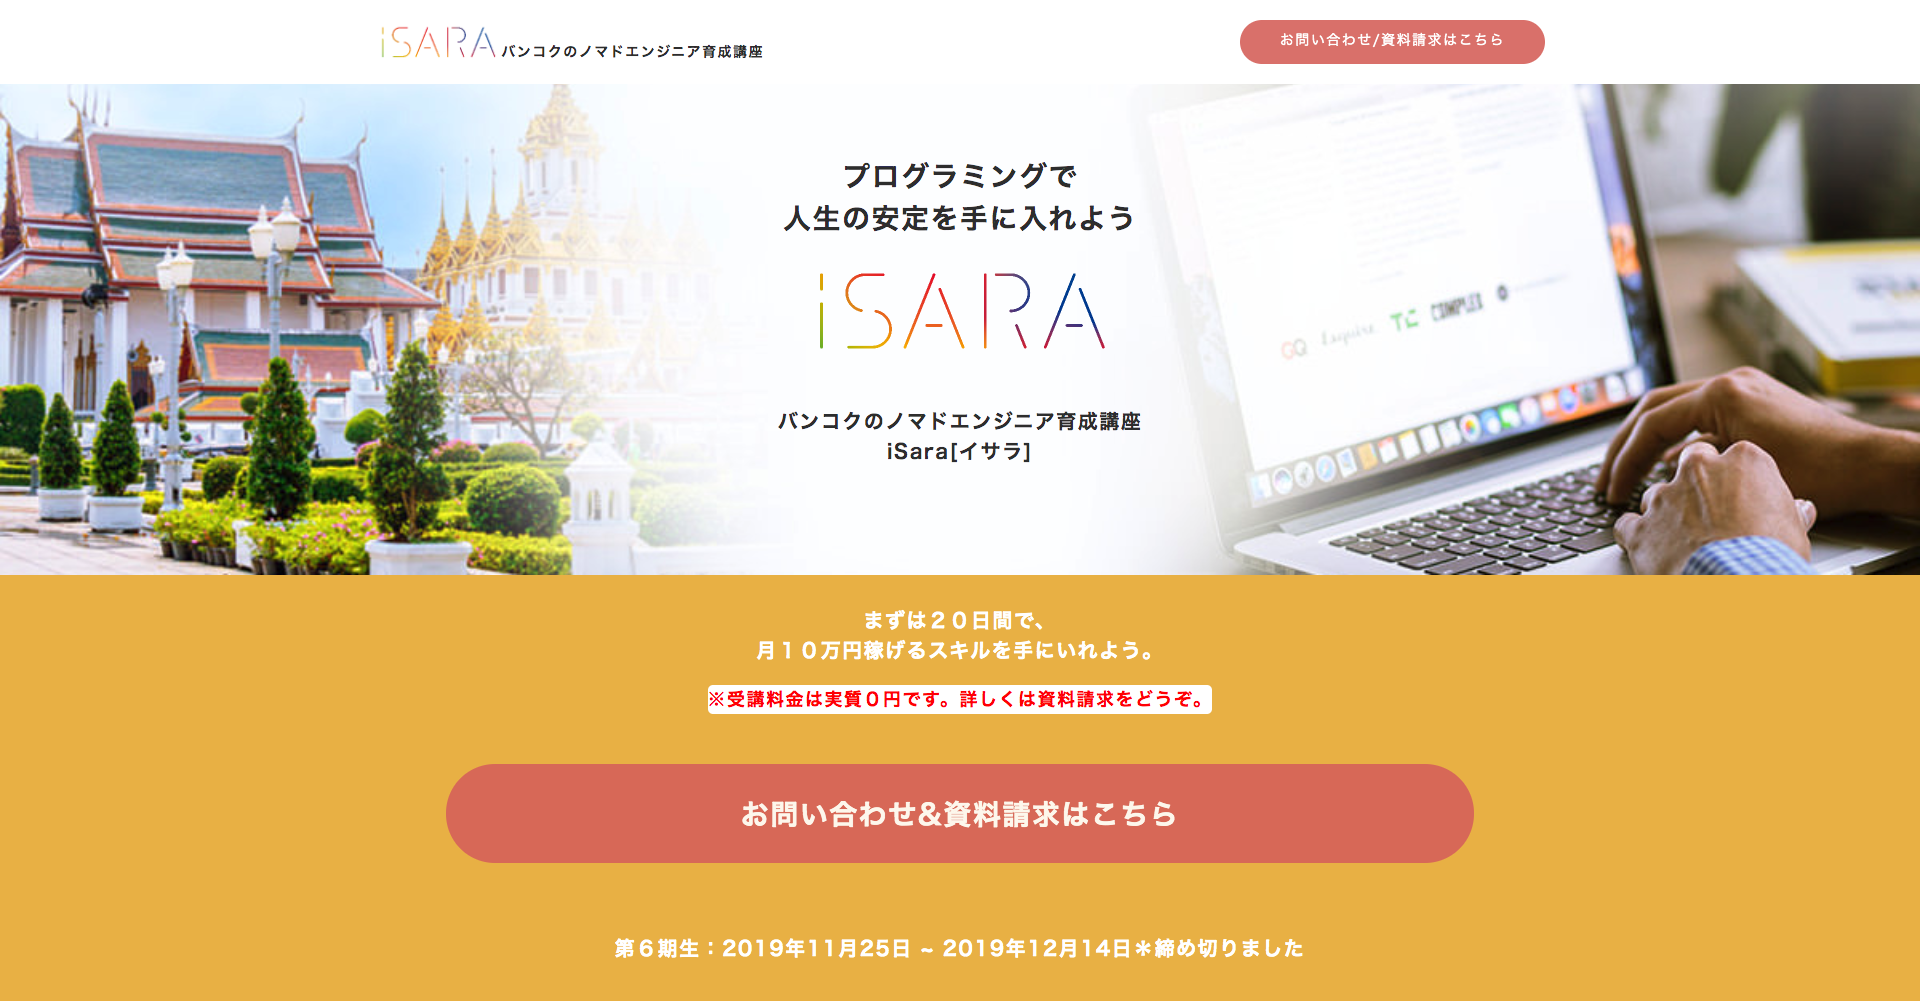 iSARA バンコクのノマドエンジニア育成講座
お問い合わせ/資料請求はこちら
プログラミングで
人生の安定を手に入れよう
iSARA
バンコクのノマドエンジニア育成講座
iSara[イサラ]
GQ Esquire TC COMPLEX
まずは２０日間で、
月１０万円稼げるスキルを手にいれよう。
※受講料金は実質０円です。詳しくは資料請求をどうぞ。
お問い合わせ&資料請求はこちら
第６期生：2019年11月25日 ~ 2019年12月14日＊締め切りました